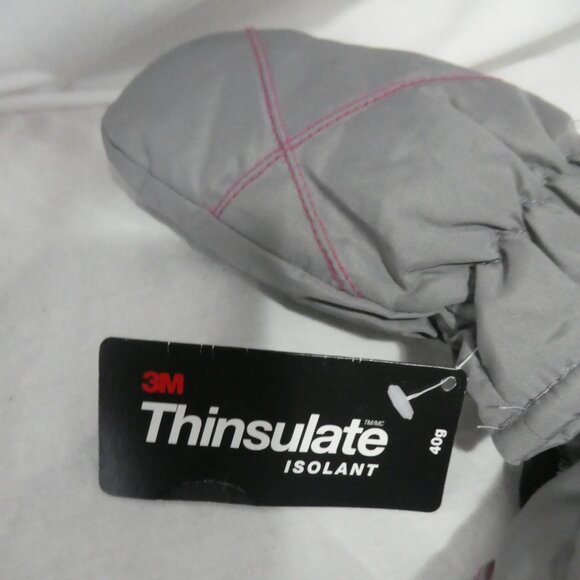 3M
Thinsulate TM/MC
ISOLANT
40g